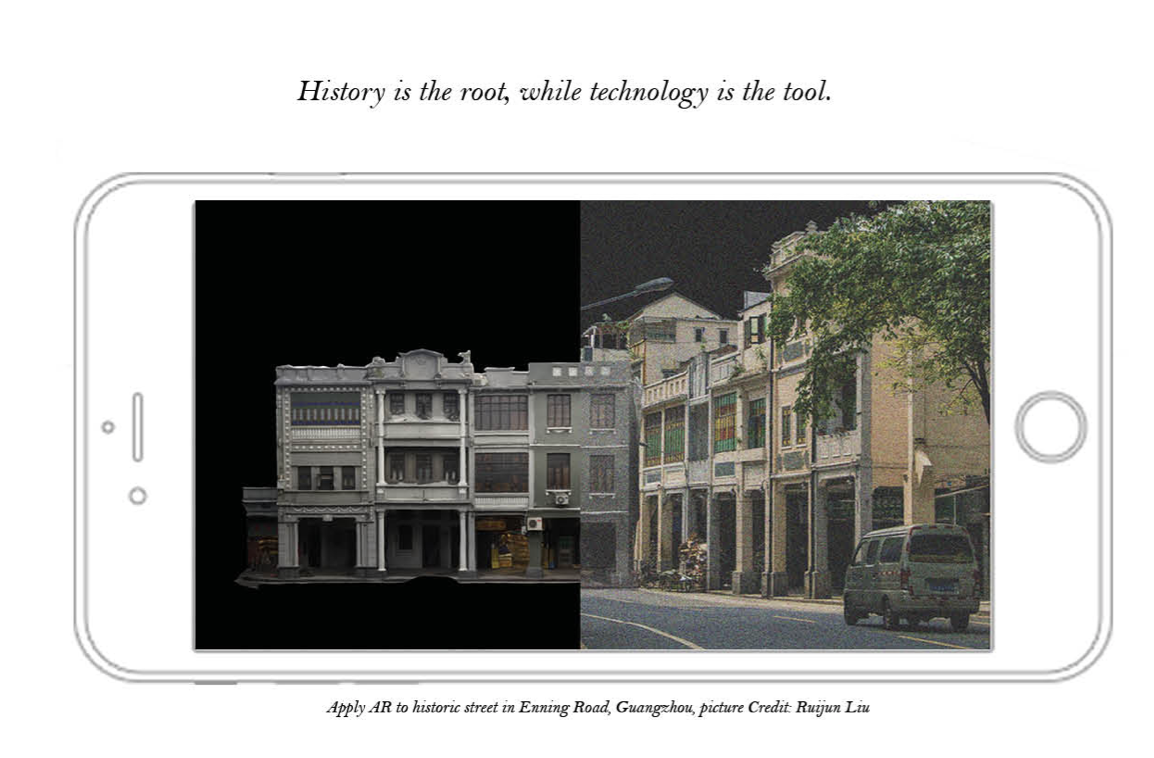 History is the root, while technology is the tool.
Apply AR to historic street in Enning Road, Guangzhou, picture Credit: Ruijun Liu